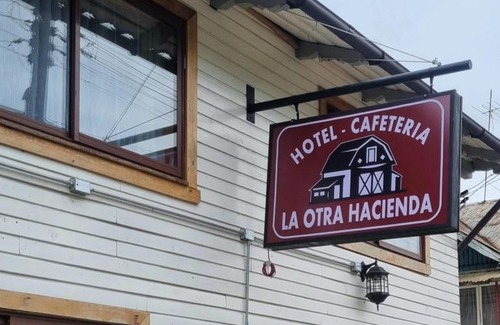 HOTEL - CAFETERIA
LA OTRA HACIENDA